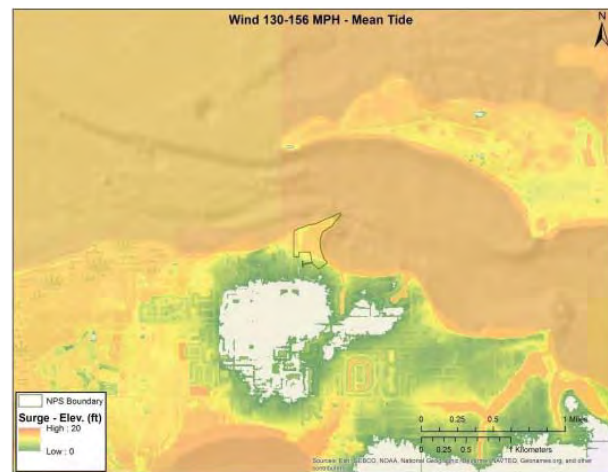 Wind 130-156 MPH - Mean Tide
N
NPS Boundary
Surge - Elev. (ft)
High : 20
Low : 0
0 0.25 0.5 1 Miles
0 0.25 0.5 1 Kilometers
Sources: Esri, GEBCO, NOAA, National Geographic, NAVTEQ, Geonames.org, and other
contributors